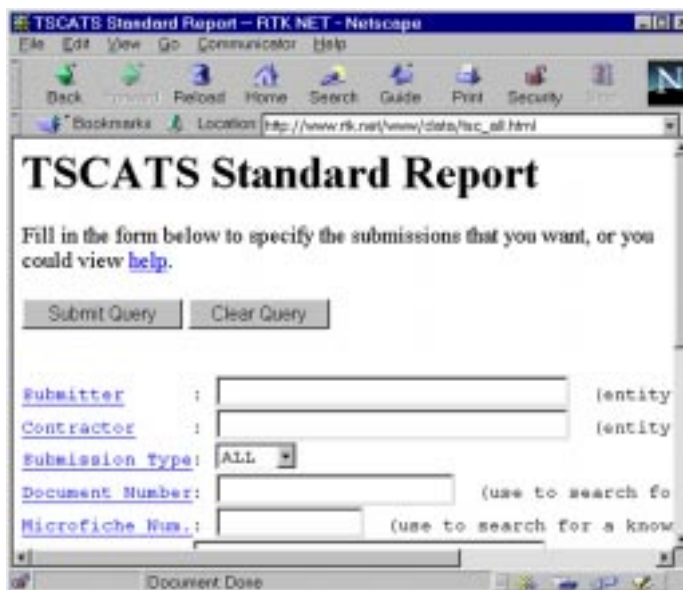 TSCATS Standard Report – RTK NET - Netscape
File Edit View Go Communicator Help
Back Forward Reload Home Search Guide Print Security Stop N
Bookmarks Location http://www.rtk.net/www/data/tsc_all.html
TSCATS Standard Report
Fill in the form below to specify the submissions that you want, or you
could view help.
Submit Query Clear Query
Submitter : (entity
Contractor : (entity
Submission Type: ALL
Document Number: (use to search fo
Microfiche Num.: (use to search for a know
Document Done